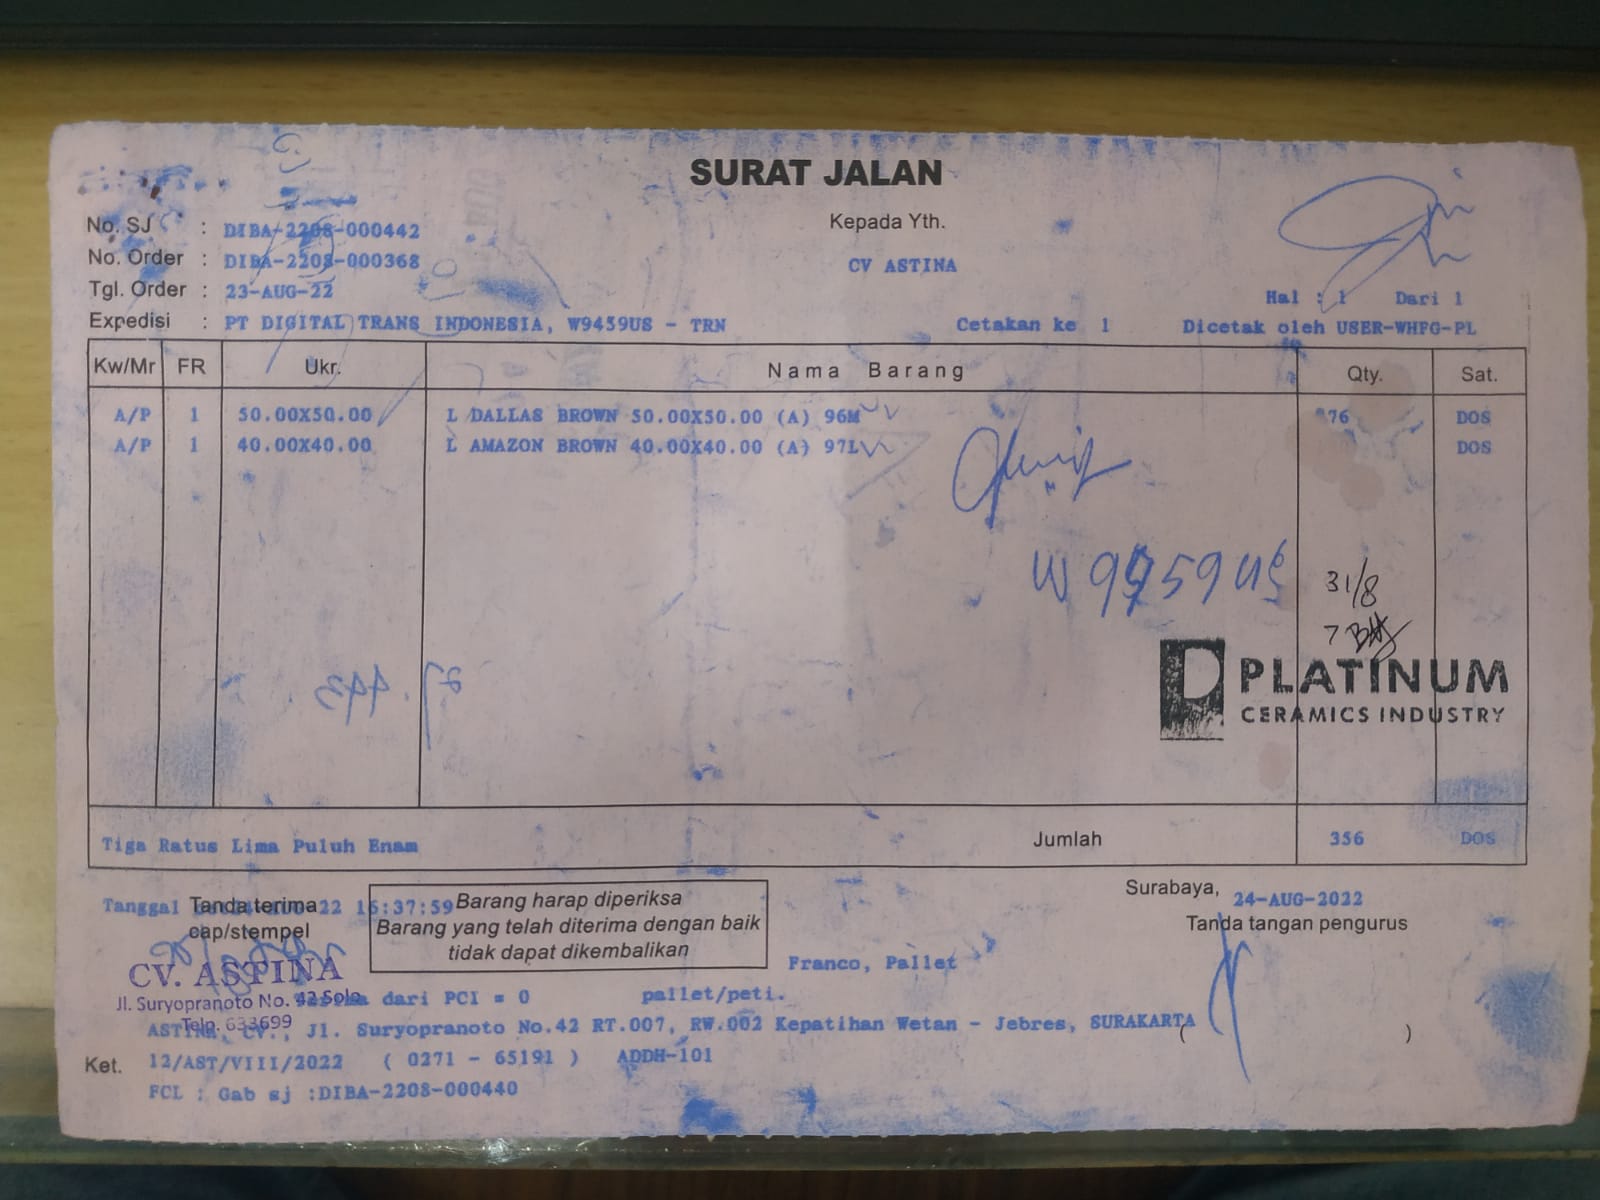 SURAT JALAN
No. SJ : DIBA-2208-000442
No. Order : DIBA-2208-000368
Tgl. Order : 23-AUG-22
Expedisi : PT DIGITAL TRANS INDONESIA, W9459US - TRN
Kepada Yth.
CV ASTINA
Hal : 1 Dari 1
Cetakan ke 1 Dicetak oleh USER-WHFG-PL
Kw/Mr FR Ukr. Nama Barang Qty. Sat.
A/P 1 50.00X50.00 L DALLAS BROWN 50.00X50.00 (A) 96M 76 DOS
A/P 1 40.00X40.00 L AMAZON BROWN 40.00X40.00 (A) 97L DOS
31/8
PLATINUM
CERAMICS INDUSTRY
Tiga Ratus Lima Puluh Enam Jumlah 356 DOS
Tanggal 22 16:37:59
Tanda terima
cap/stempel
Barang harap diperiksa
Barang yang telah diterima dengan baik
tidak dapat dikembalikan
Surabaya, 24-AUG-2022
Tanda tangan pengurus
Franco, Pallet
CV. ASTINA
Jl. Suryopranoto No. 42 Solo
Telp. 633699
dari PCI = 0 pallet/peti.
ASTINA, CV., Jl. Suryopranoto No.42 RT.007, RW.002 Kepatihan Wetan - Jebres, SURAKARTA
( )
Ket. 12/AST/VIII/2022 ( 0271 - 65191 ) ADDH-101
FCL : Gab sj :DIBA-2208-000440